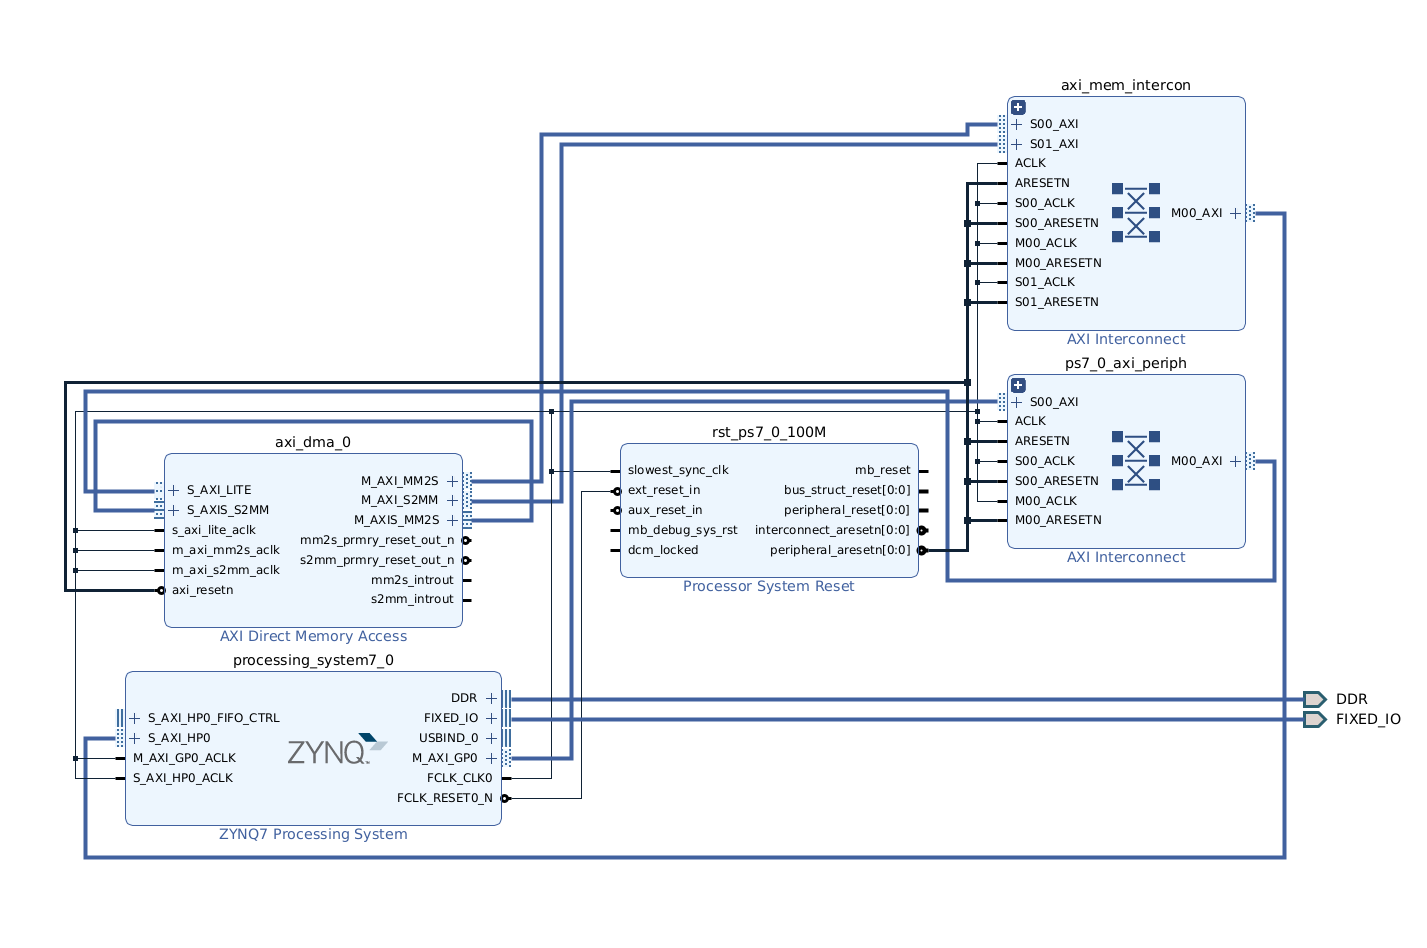 axi_mem_intercon
S00_AXI
S01_AXI
ACLK
ARESETN
S00_ACLK
S00_ARESETN
M00_ACLK
M00_ARESETN
S01_ACLK
S01_ARESETN
M00_AXI
AXI Interconnect
ps7_0_axi_periph
S00_AXI
ACLK
ARESETN
S00_ACLK
S00_ARESETN
M00_ACLK
M00_ARESETN
M00_AXI
AXI Interconnect
axi_dma_0
S_AXI_LITE
S_AXIS_S2MM
s_axi_lite_aclk
m_axi_mm2s_aclk
m_axi_s2mm_aclk
axi_resetn
M_AXI_MM2S
M_AXI_S2MM
M_AXIS_MM2S
mm2s_prmry_reset_out_n
s2mm_prmry_reset_out_n
mm2s_introut
s2mm_introut
AXI Direct Memory Access
rst_ps7_0_100M
slowest_sync_clk
ext_reset_in
aux_reset_in
mb_debug_sys_rst
dcm_locked
mb_reset
bus_struct_reset[0:0]
peripheral_reset[0:0]
interconnect_aresetn[0:0]
peripheral_aresetn[0:0]
Processor System Reset
processing_system7_0
S_AXI_HP0_FIFO_CTRL
S_AXI_HP0
M_AXI_GP0_ACLK
S_AXI_HP0_ACLK
ZYNQ
DDR
FIXED_IO
USBIND_0
M_AXI_GP0
FCLK_CLK0
FCLK_RESET0_N
ZYNQ7 Processing System
DDR
FIXED_IO